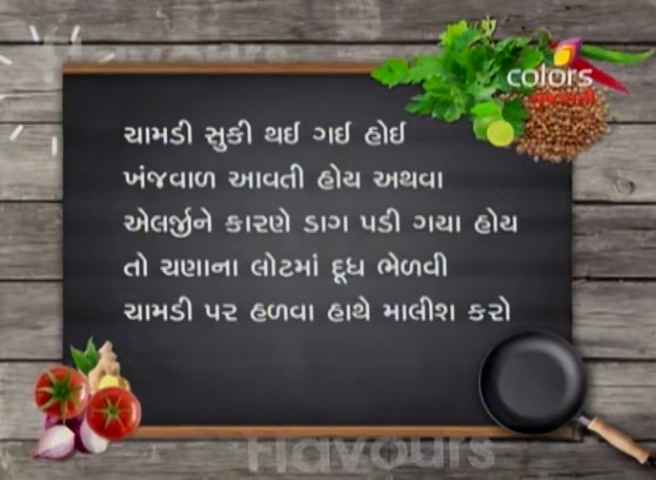 colors
ગુજરાતી
ચામડી સુકી થઈ ગઈ હોઈ
ખંજવાળ આવતી હોય અથવા
એલર્જીને કારણે ડાગ પડી ગયા હોય
તો ચણાના લોટમાં દૂધ ભેળવી
ચામડી પર હળવા હાથે માલીશ કરો
Flavours